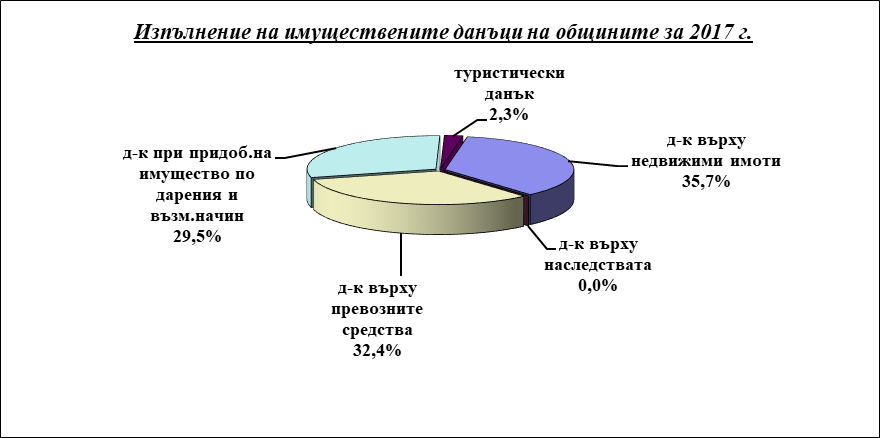 Изпълнение на имуществените данъци на общините за 2017 г.
туристически
данък
2,3%
д-к върху
недвижими имоти
35,7%
д-к при придоб.на
имущество по
дарения и
възм.начин
29,5%
д-к върху
наследствата
0,0%
д-к върху
превозните
средства
32,4%